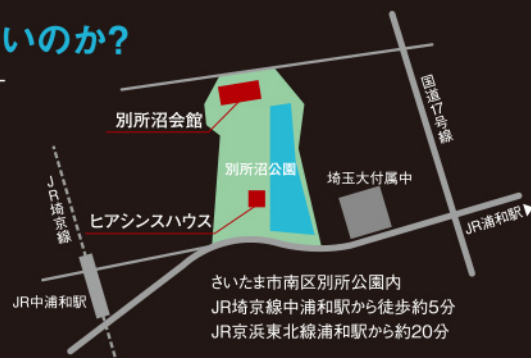 いのか?
別所沼会館
国道17号線
別所沼公園
埼玉大付属中
JR埼京線
ヒアシンスハウス
JR浦和駅▶
JR中浦和駅
さいたま市南区別所公園内
JR埼京線中浦和駅から徒歩約5分
JR京浜東北線浦和駅から約20分